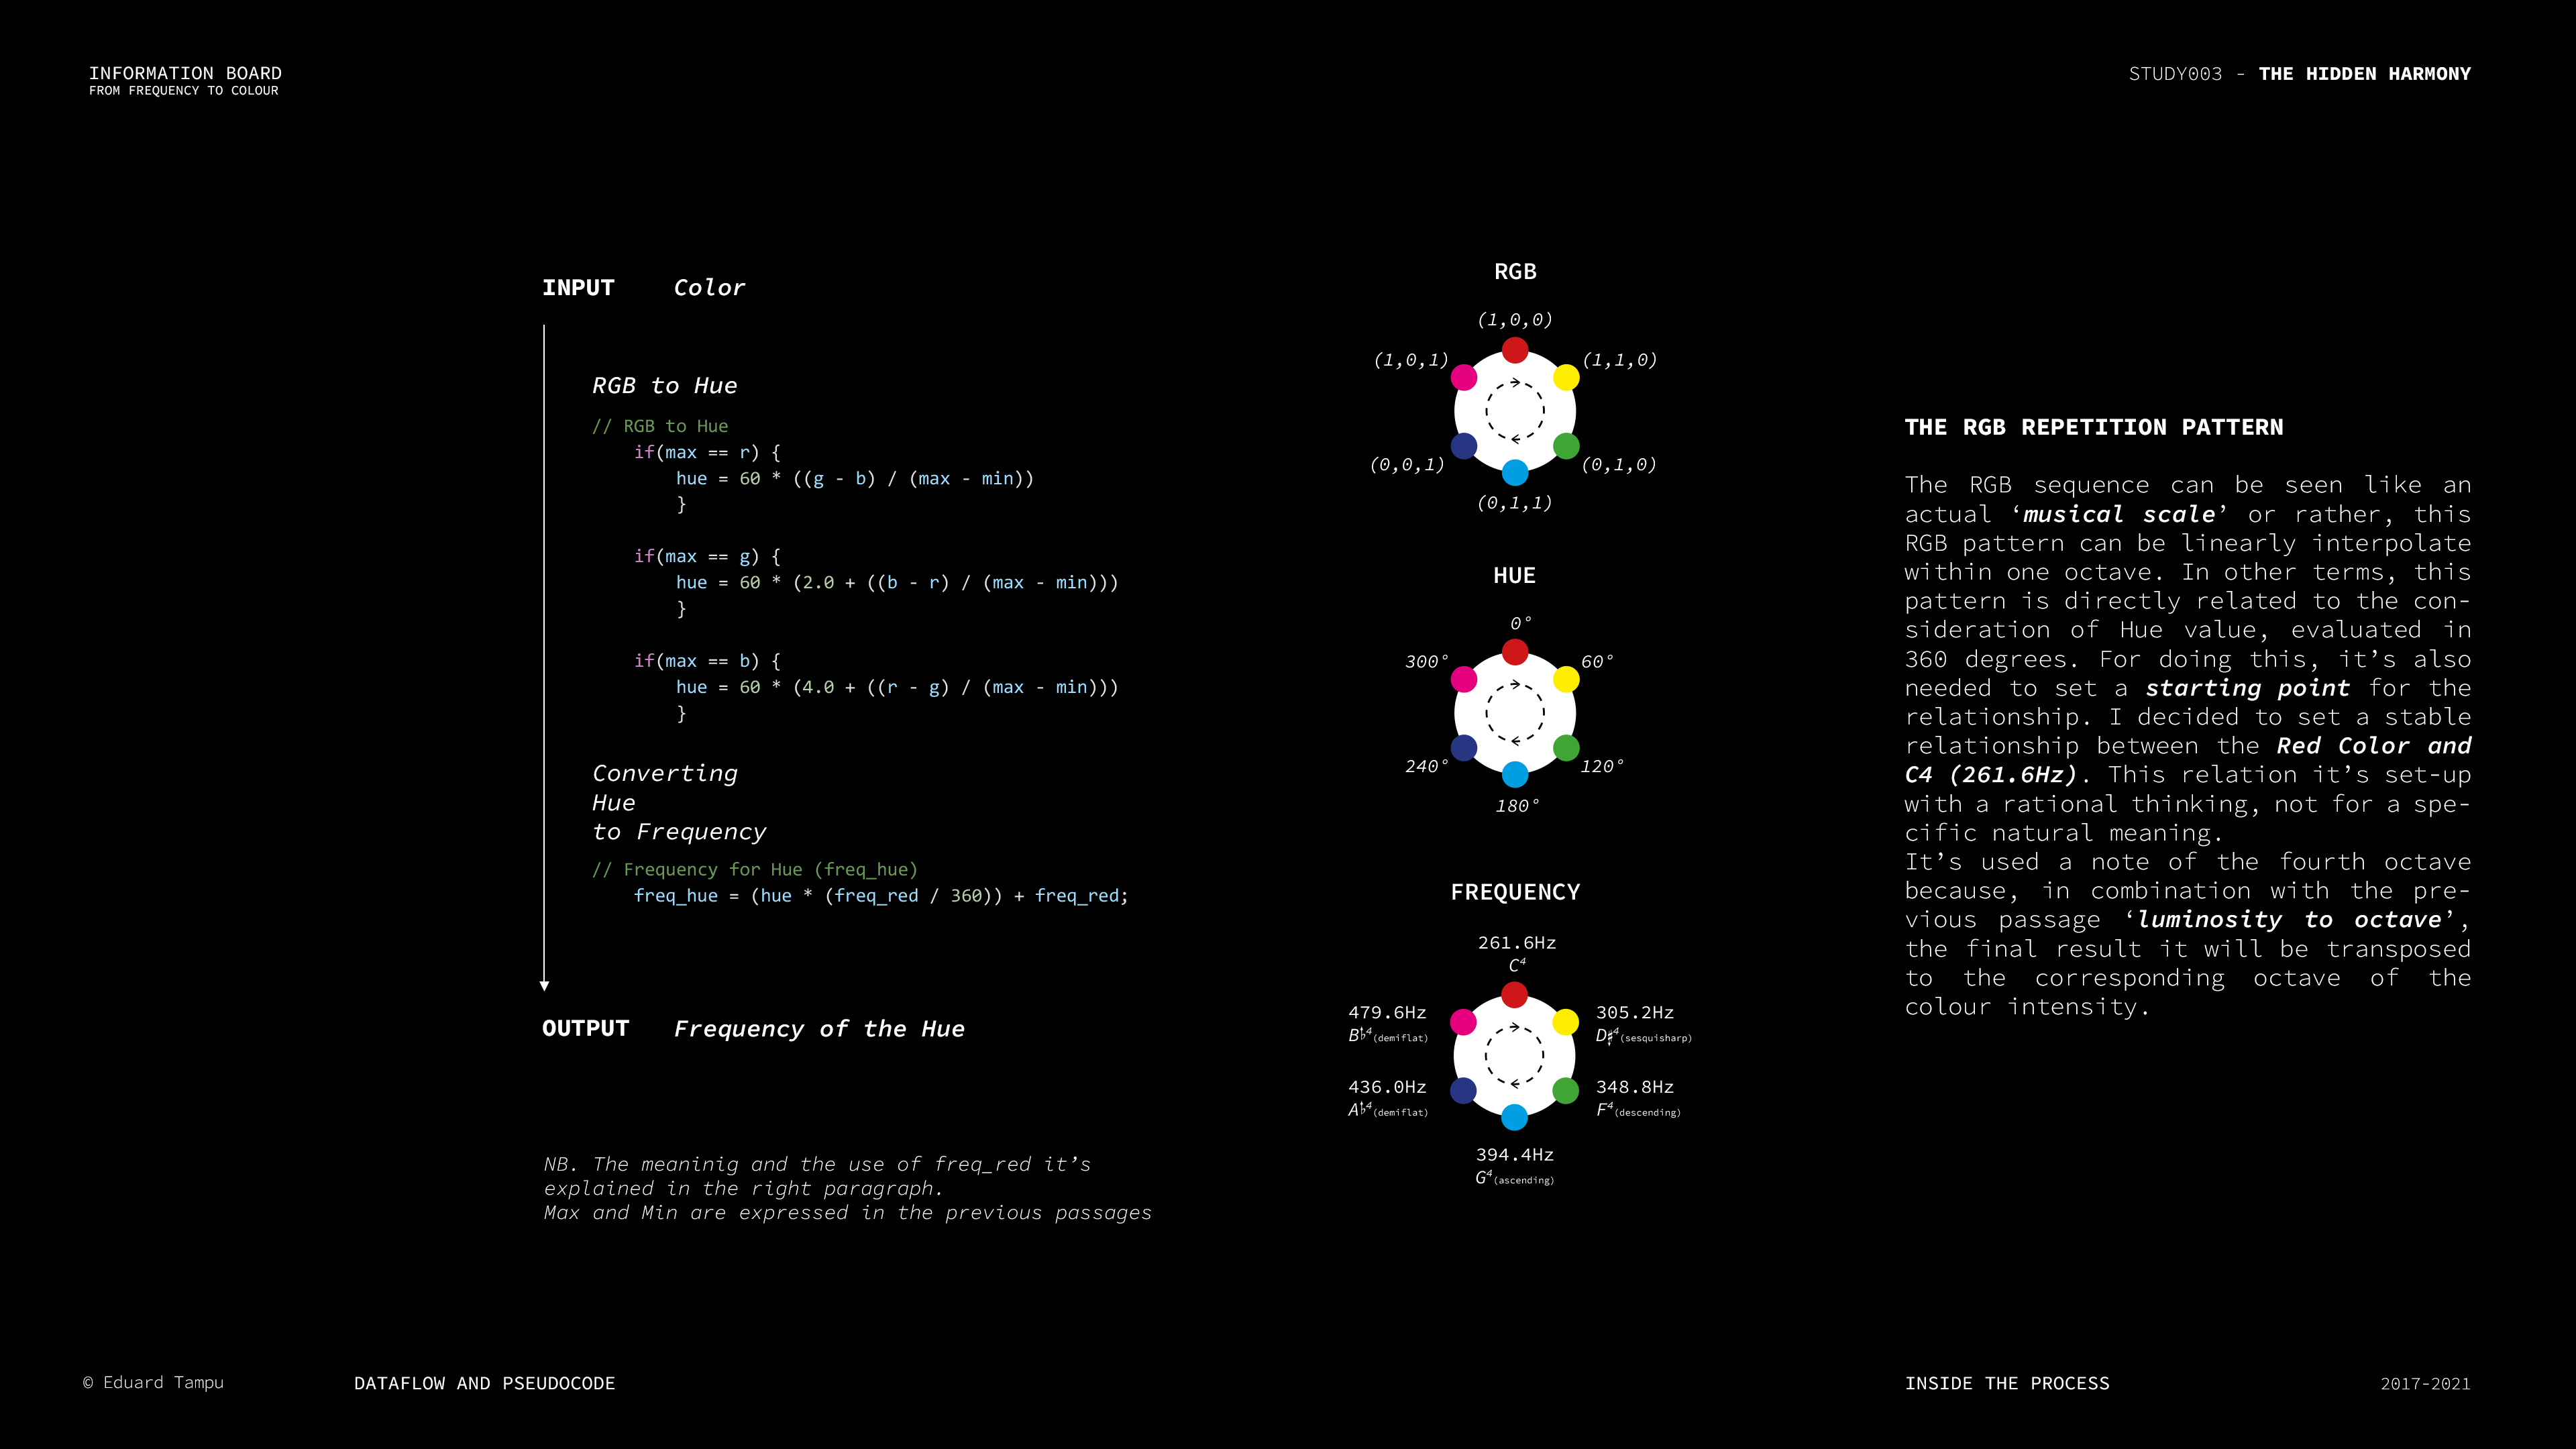 INFORMATION BOARD
FROM FREQUENCY TO COLOUR
STUDY003 - THE HIDDEN HARMONY
INPUT Color
RGB to Hue
// RGB to Hue
if(max == r) {
hue = 60 * ((g - b) / (max - min))
}
if(max == g) {
hue = 60 * (2.0 + ((b - r) / (max - min)))
}
if(max == b) {
hue = 60 * (4.0 + ((r - g) / (max - min)))
}
Converting
Hue
to Frequency
// Frequency for Hue (freq_hue)
freq_hue = (hue * (freq_red / 360)) + freq_red;
OUTPUT Frequency of the Hue
NB. The meaninig and the use of freq_red it’s
explained in the right paragraph.
Max and Min are expressed in the previous passages
RGB
(1,0,0)
(1,0,1)
(1,1,0)
(0,0,1)
(0,1,0)
(0,1,1)
HUE
0°
300°
60°
240°
120°
180°
FREQUENCY
261.6Hz
C4
479.6Hz
B𝄬4(demiflat)
305.2Hz
D𝄱4(sesquisharp)
436.0Hz
A𝄬4(demiflat)
348.8Hz
F4(descending)
394.4Hz
G4(ascending)
THE RGB REPETITION PATTERN
The RGB sequence can be seen like an
actual ‘musical scale’ or rather, this
RGB pattern can be linearly interpolate
within one octave. In other terms, this
pattern is directly related to the con-
sideration of Hue value, evaluated in
360 degrees. For doing this, it’s also
needed to set a starting point for the
relationship. I decided to set a stable
relationship between the Red Color and
C4 (261.6Hz). This relation it’s set-up
with a rational thinking, not for a spe-
cific natural meaning.
It’s used a note of the fourth octave
because, in combination with the pre-
vious passage ‘luminosity to octave’,
the final result it will be transposed
to the corresponding octave of the
colour intensity.
© Eduard Tampu
DATAFLOW AND PSEUDOCODE
INSIDE THE PROCESS
2017-2021